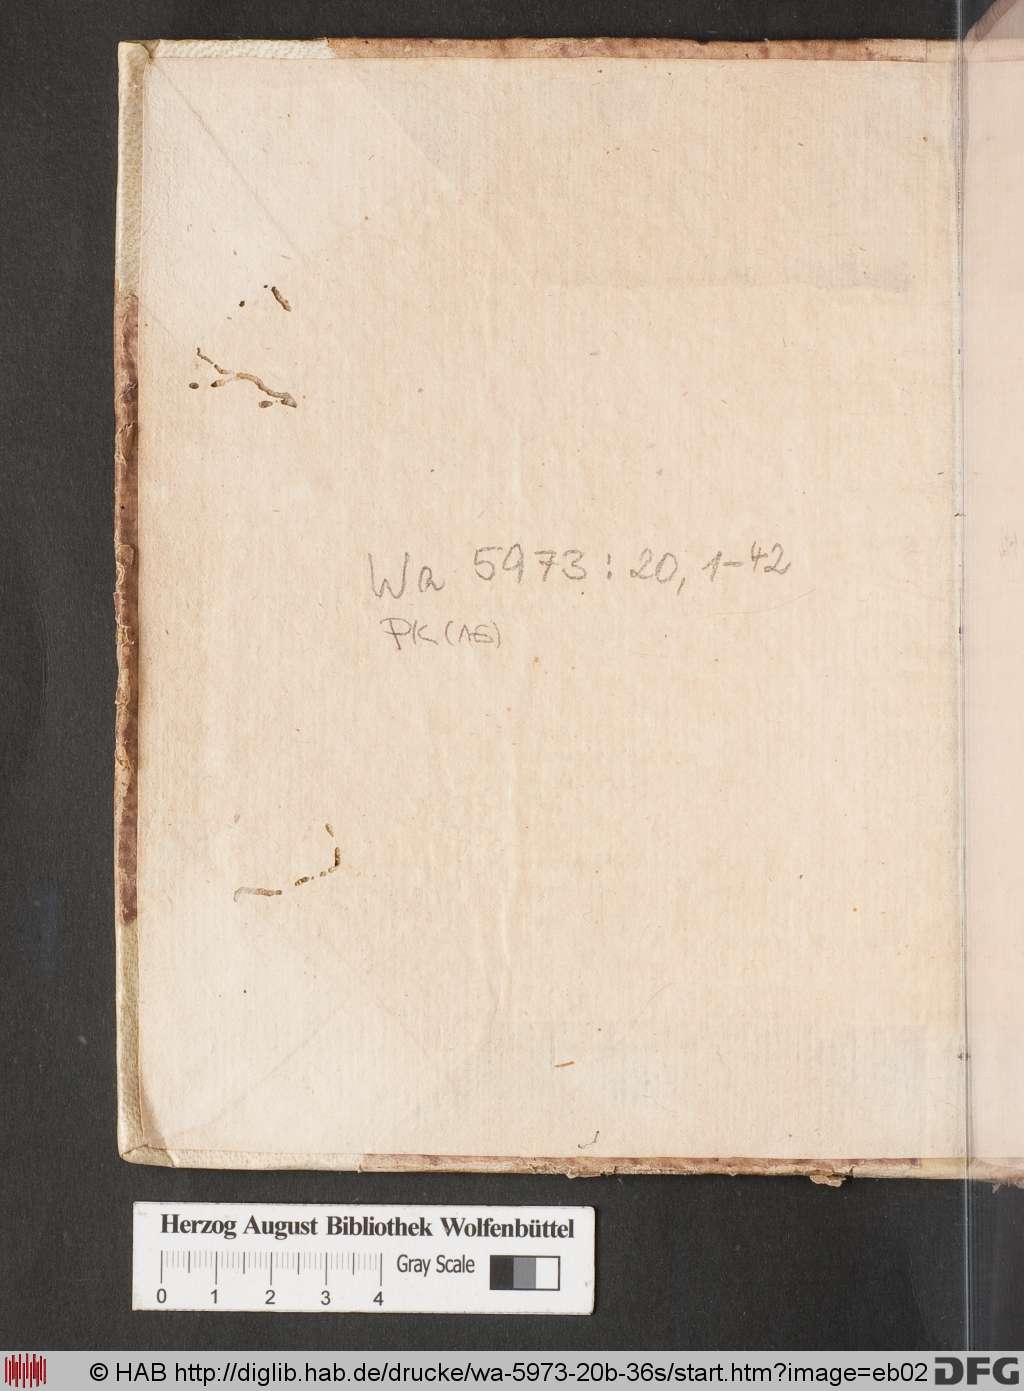 Wa 5973 : 20, 1-42
PK (AE)
Herzog August Bibliothek Wolfenbüttel
Gray Scale
0 1 2 3 4
© HAB http://diglib.hab.de/drucke/wa-5973-20b-36s/start.htm?image=eb02 DFG